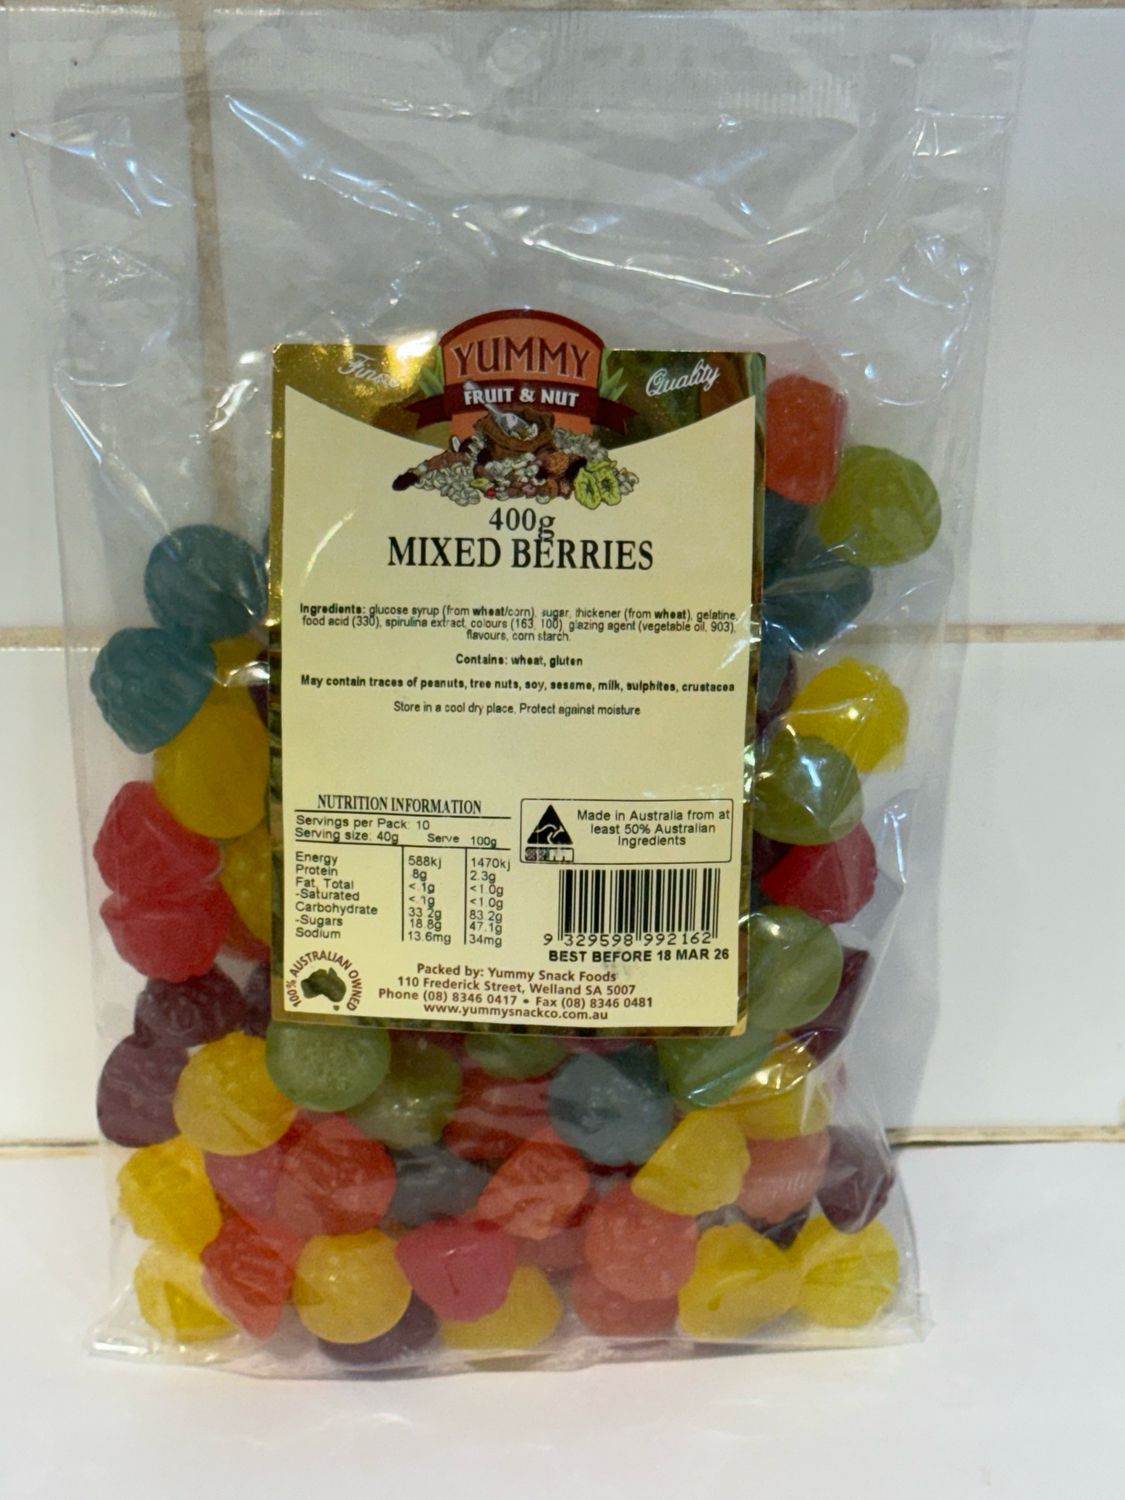 Finest
Quality
YUMMY
FRUIT & NUT
400g
MIXED BERRIES
Ingredients: glucose syrup (from wheat/corn), sugar, thickener (from wheat), gelatine,
food acid (330), spirulina extract, colours (163, 100), glazing agent (vegetable oil, 903),
flavours, corn starch.
Contains: wheat, gluten
May contain traces of peanuts, tree nuts, soy, sesame, milk, sulphites, crustacea
Store in a cool dry place. Protect against moisture
NUTRITION INFORMATION
Servings per Pack: 10
Serving size: 40g Serve 100g
Energy 588kj 1470kj
Protein .8g 2.3g
Fat, Total <.1g <1.0g
-Saturated <.1g <1.0g
Carbohydrate 33.2g 83.2g
-Sugars 18.8g 47.1g
Sodium 13.6mg 34mg
Made in Australia from at
least 50% Australian
ingredients
9 329598 992162
BEST BEFORE 18 MAR 26
100% AUSTRALIAN OWNED
Packed by: Yummy Snack Foods
110 Frederick Street, Welland SA 5007
Phone (08) 8346 0417 • Fax (08) 8346 0481
www.yummysnackco.com.au